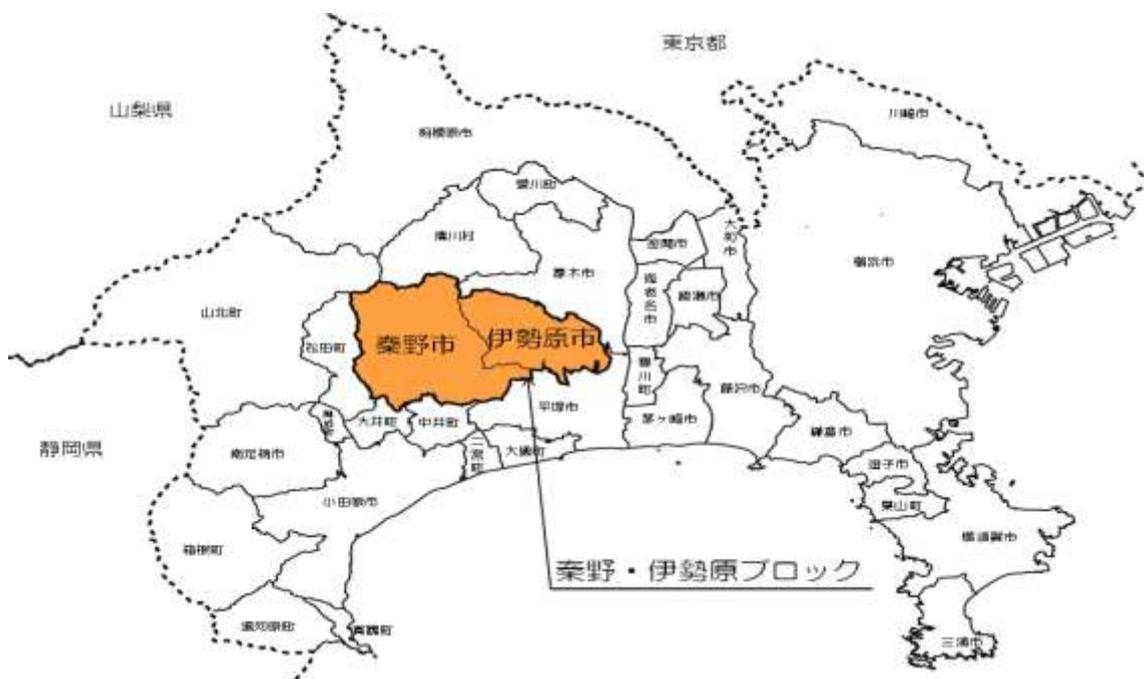 東京都
山梨県
川崎市
相模原市
愛川町
清川村
大和市
座間市
厚木市
横浜市
海老名市
綾瀬市
山北町
伊勢原市
秦野市
松田町
寒川町
藤沢市
平塚市
茅ヶ崎市
大井町
中井町
鎌倉市
静岡県
南足柄市
二宮町
大磯町
逗子市
小田原市
葉山町
横須賀市
箱根町
秦野・伊勢原ブロック
湯河原町
真鶴町
三浦市